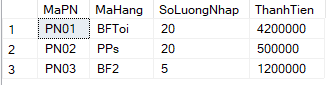 MaPN MaHang SoLuongNhap ThanhTien
1 PN01 BFToi 20 4200000
2 PN02 PPs 20 500000
3 PN03 BF2 5 1200000